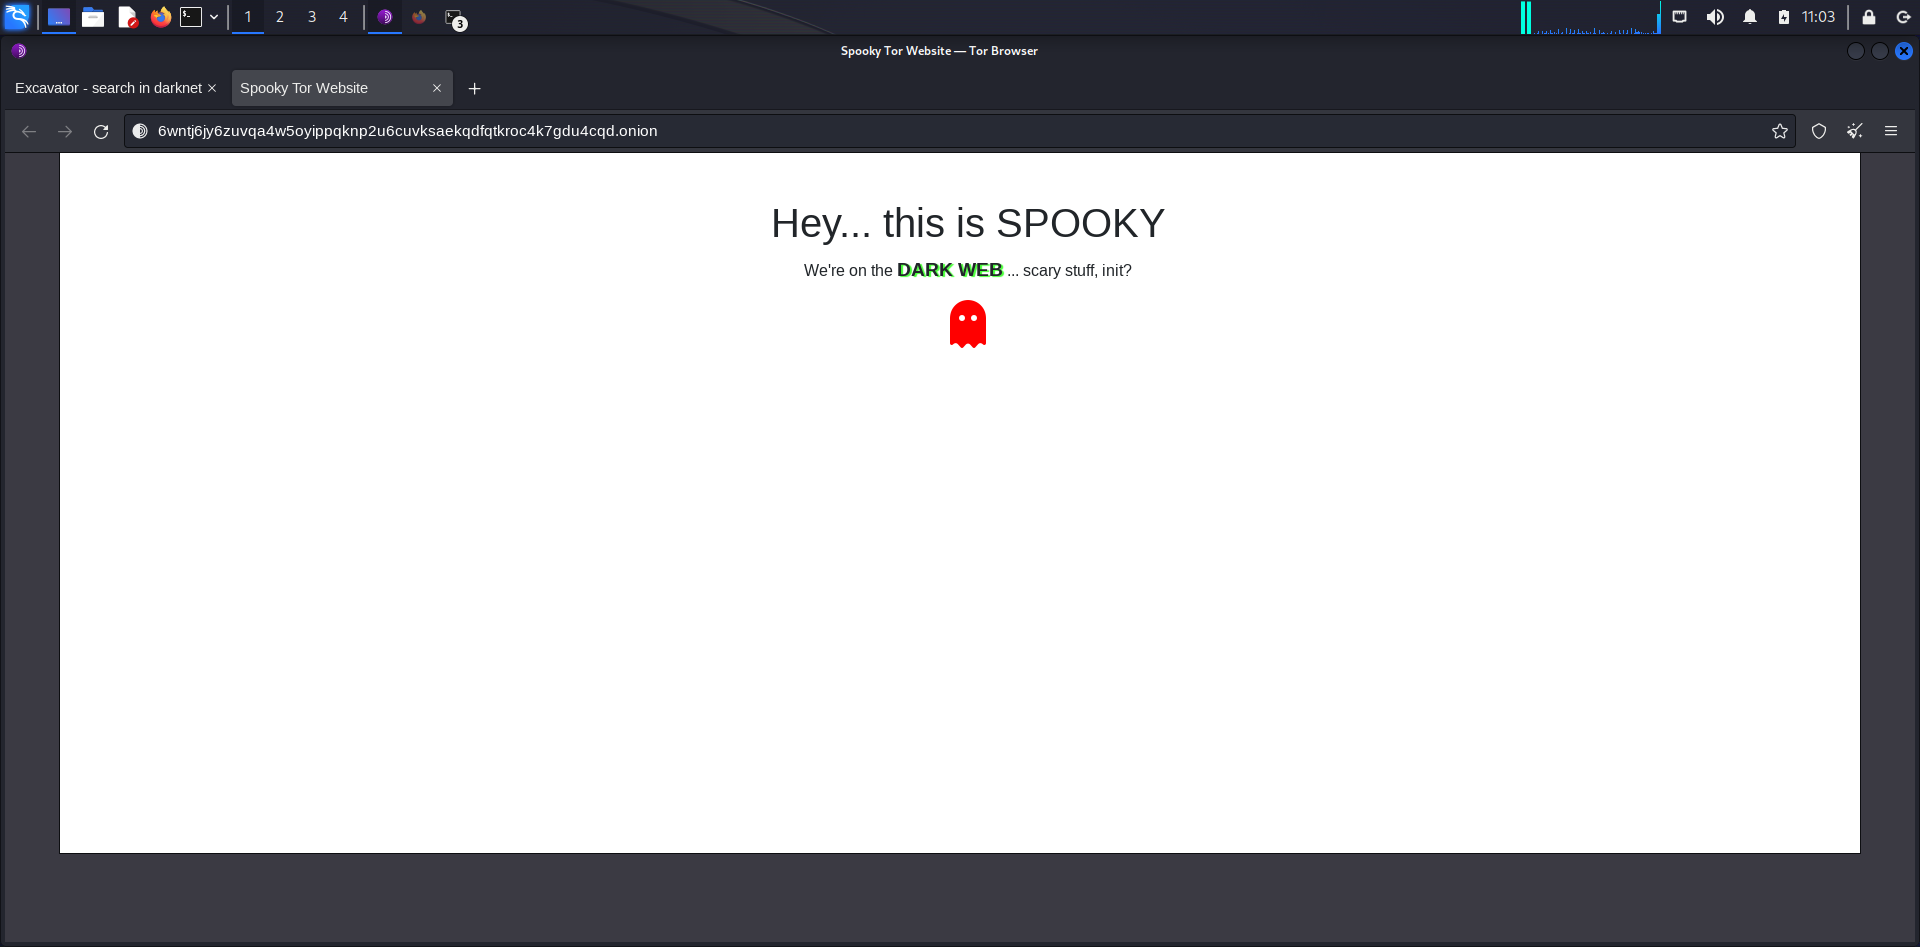 1 2 3 4 3 11:03
Spooky Tor Website — Tor Browser
Excavator - search in darknet Spooky Tor Website
6wntj6jy6zuvqa4w5oyippqknp2u6cuvksaekqdfqtkroc4k7gdu4cqd.onion
Hey... this is SPOOKY
We're on the DARK WEB ... scary stuff, init?